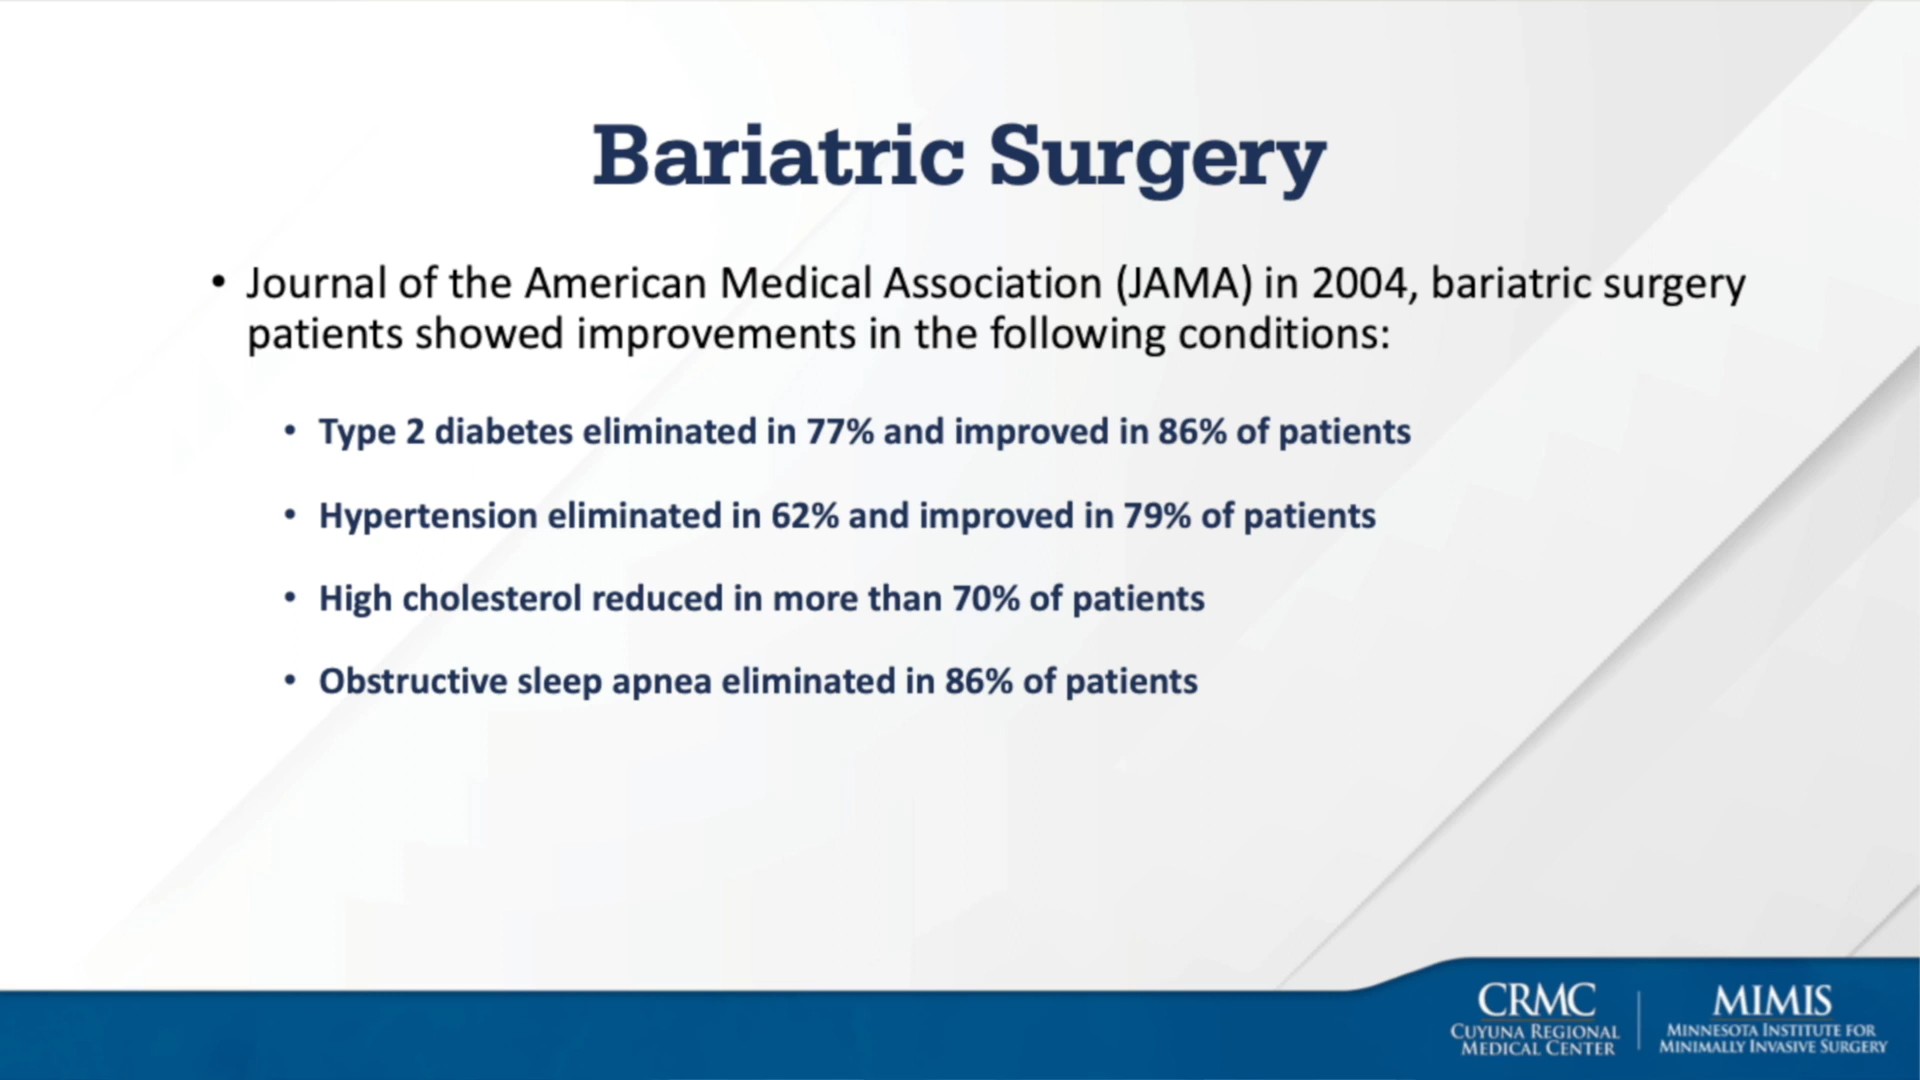 Bariatric Surgery
• Journal of the American Medical Association (JAMA) in 2004, bariatric surgery
patients showed improvements in the following conditions:
• Type 2 diabetes eliminated in 77% and improved in 86% of patients
• Hypertension eliminated in 62% and improved in 79% of patients
• High cholesterol reduced in more than 70% of patients
• Obstructive sleep apnea eliminated in 86% of patients
CRMC
CUYUNA REGIONAL
MEDICAL CENTER
MIMIS
MINNESOTA INSTITUTE FOR
MINIMALLY INVASIVE SURGERY